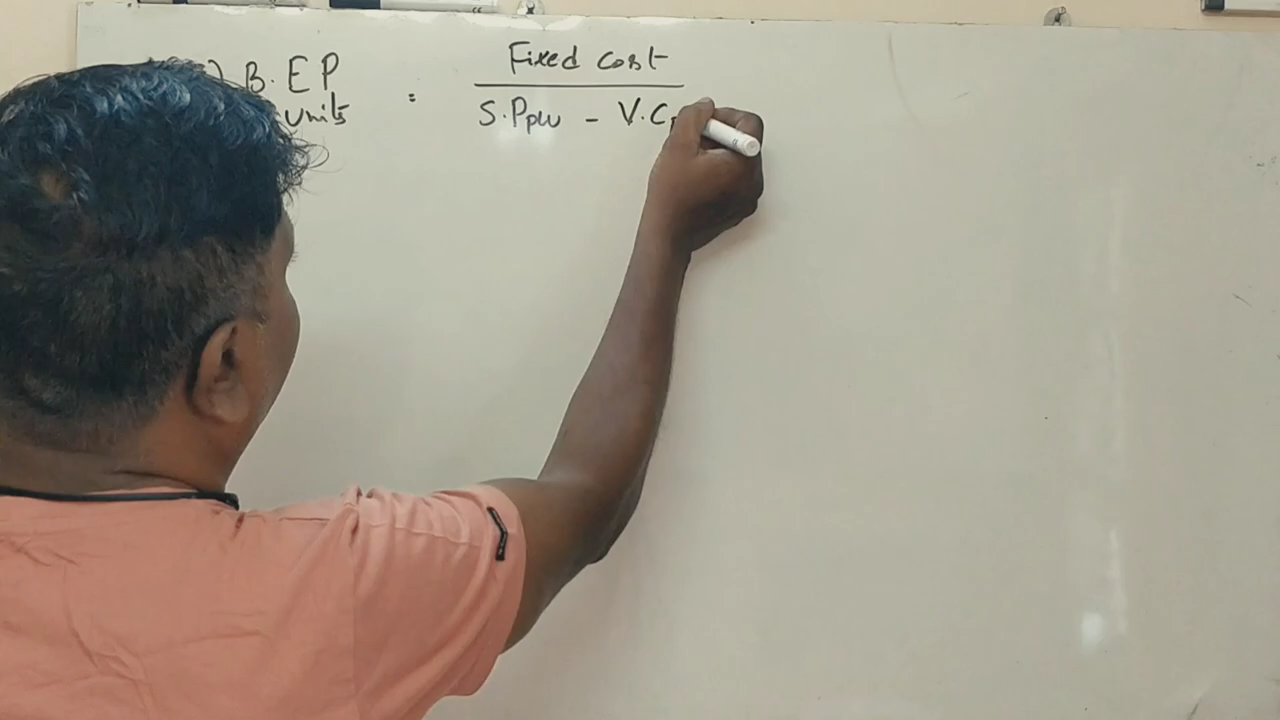 ) B.EP = Fixed cost
units S.Ppu - V.C